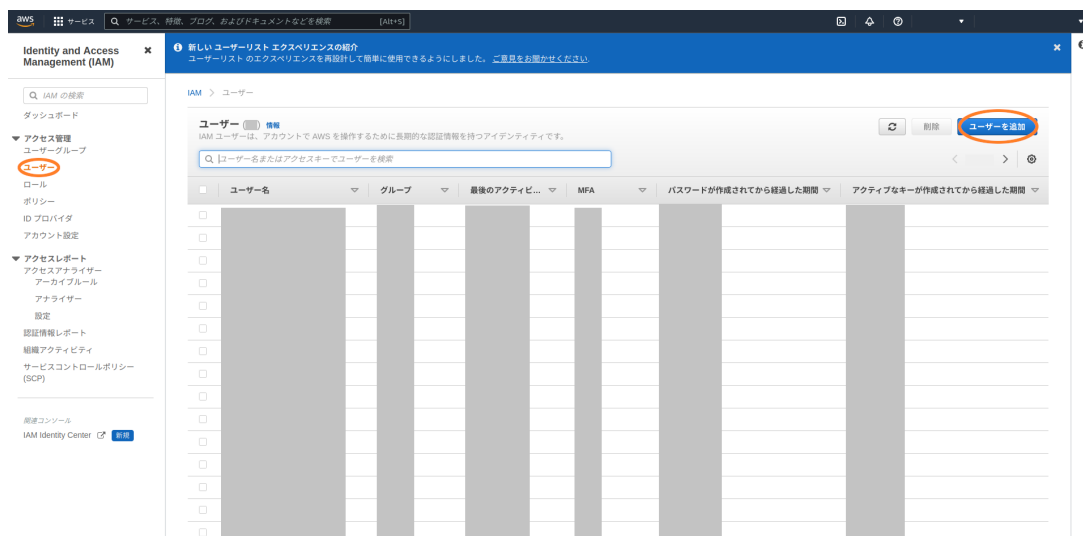 aws サービス サービス、特徴、ブログ、およびドキュメントなどを検索 [Alt+S]
Identity and Access Management (IAM)
IAM の検索
ダッシュボード
アクセス管理
ユーザーグループ
ユーザー
ロール
ポリシー
ID プロバイダ
アカウント設定
アクセスレポート
アクセスアナライザー
アーカイブルール
アナライザー
設定
認証情報レポート
組織アクティビティ
サービスコントロールポリシー (SCP)
関連コンソール
IAM Identity Center 新規
新しい ユーザーリスト エクスペリエンスの紹介
ユーザーリスト のエクスペリエンスを再設計して簡単に使用できるようにしました。 ご意見をお聞かせください.
IAM > ユーザー
ユーザー ( ) 情報
IAM ユーザーは、アカウントで AWS を操作するために長期的な認証情報を持つアイデンティティです。
削除 ユーザーを追加
ユーザー名またはアクセスキーでユーザーを検索
ユーザー名 グループ 最後のアクティビ... MFA パスワードが作成されてから経過した期間 アクティブなキーが作成されてから経過した期間